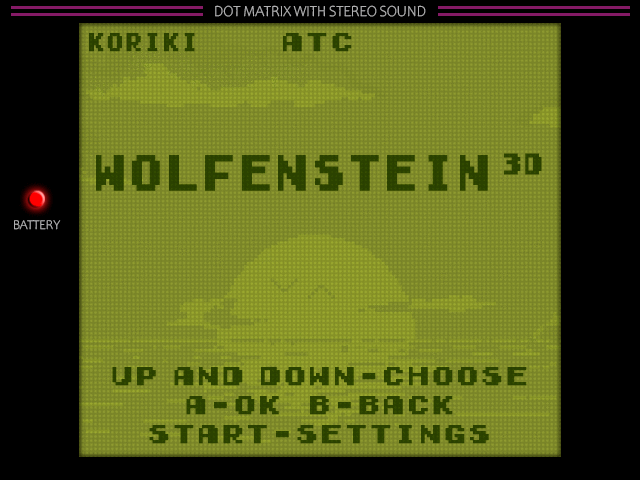 DOT MATRIX WITH STEREO SOUND
KORIKI ATC
WOLFENSTEIN 3D
BATTERY
UP AND DOWN-CHOOSE
A-OK B-BACK
START-SETTINGS